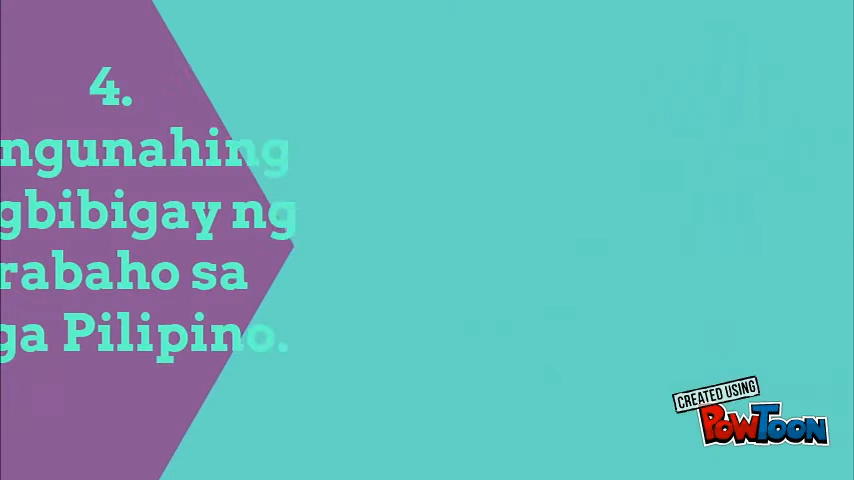 4.
ngunahing
gbibigay ng
rabaho sa
ga Pilipino.
CREATED USING
POWTOON